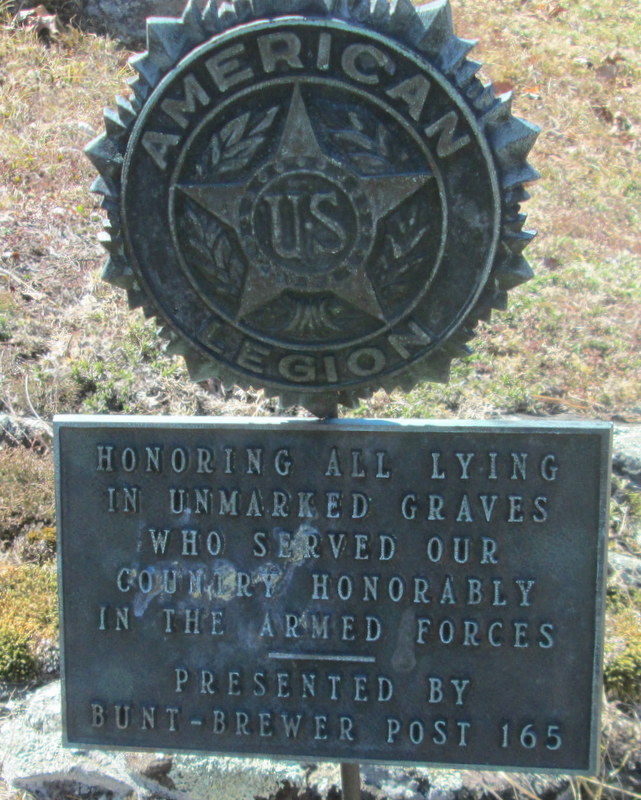 AMERICAN
US
LEGION
HONORING ALL LYING
IN UNMARKED GRAVES
WHO SERVED OUR
COUNTRY HONORABLY
IN THE ARMED FORCES
PRESENTED BY
BUNT-BREWER POST 165